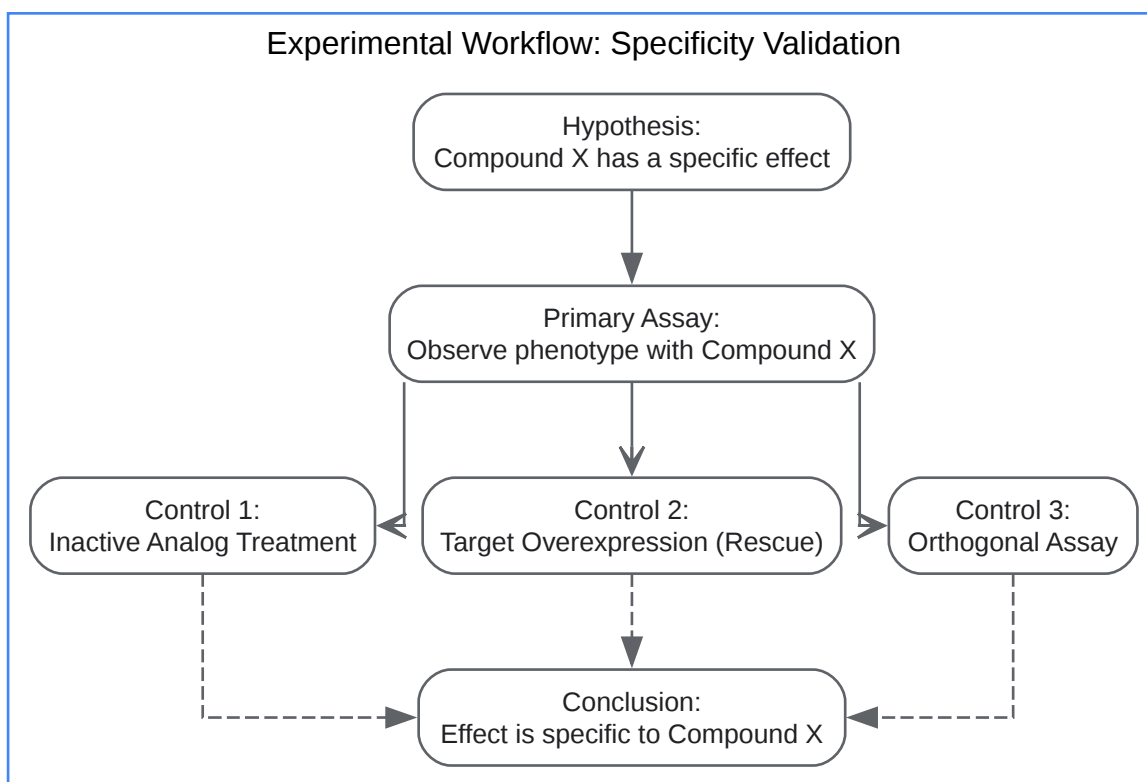 Experimental Workflow: Specificity Validation
Hypothesis:
Compound X has a specific effect
Primary Assay:
Observe phenotype with Compound X
Control 1:
Inactive Analog Treatment
Control 2:
Target Overexpression (Rescue)
Control 3:
Orthogonal Assay
Conclusion:
Effect is specific to Compound X